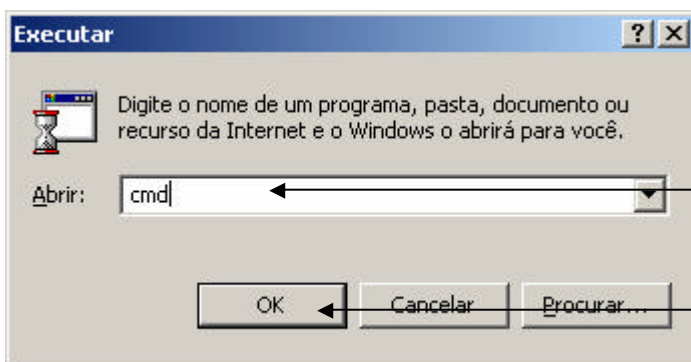 Executar
Digite o nome de um programa, pasta, documento ou
recurso da Internet e o Windows o abrirá para você.
Abrir: cmd
OK Cancelar Procurar...